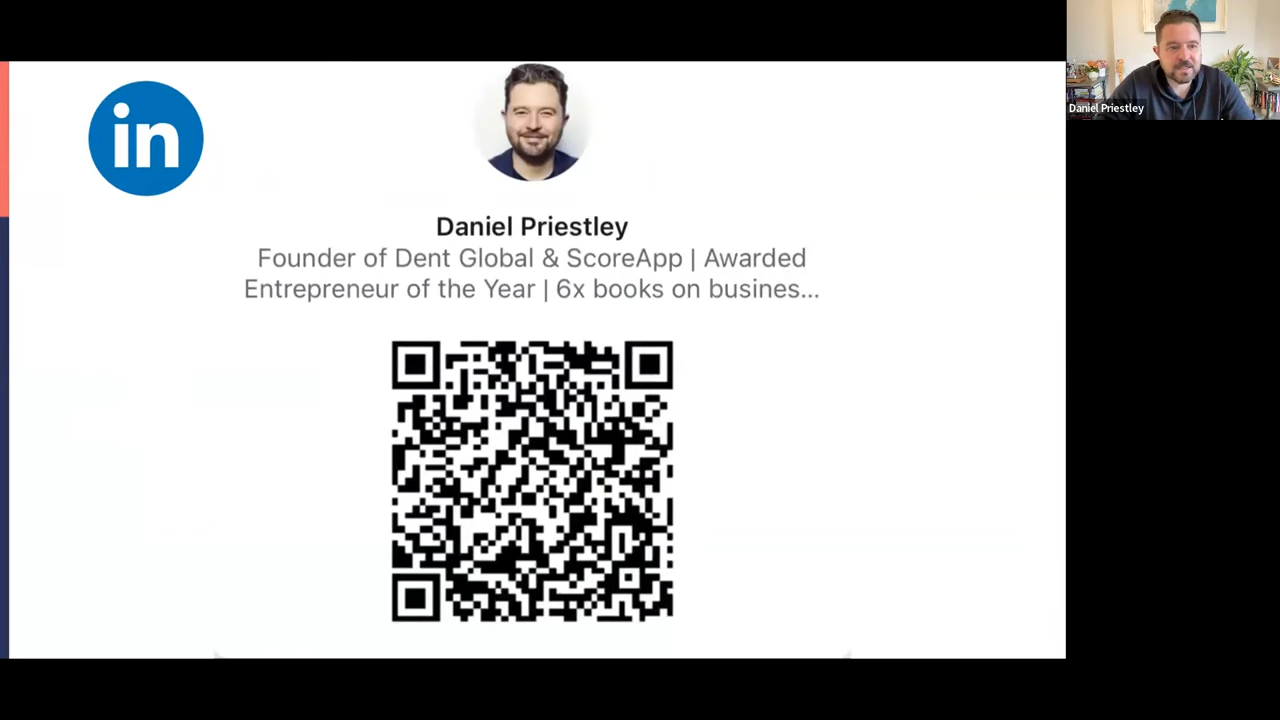 in
Daniel Priestley
Founder of Dent Global & ScoreApp | Awarded
Entrepreneur of the Year | 6x books on busines...
Daniel Priestley